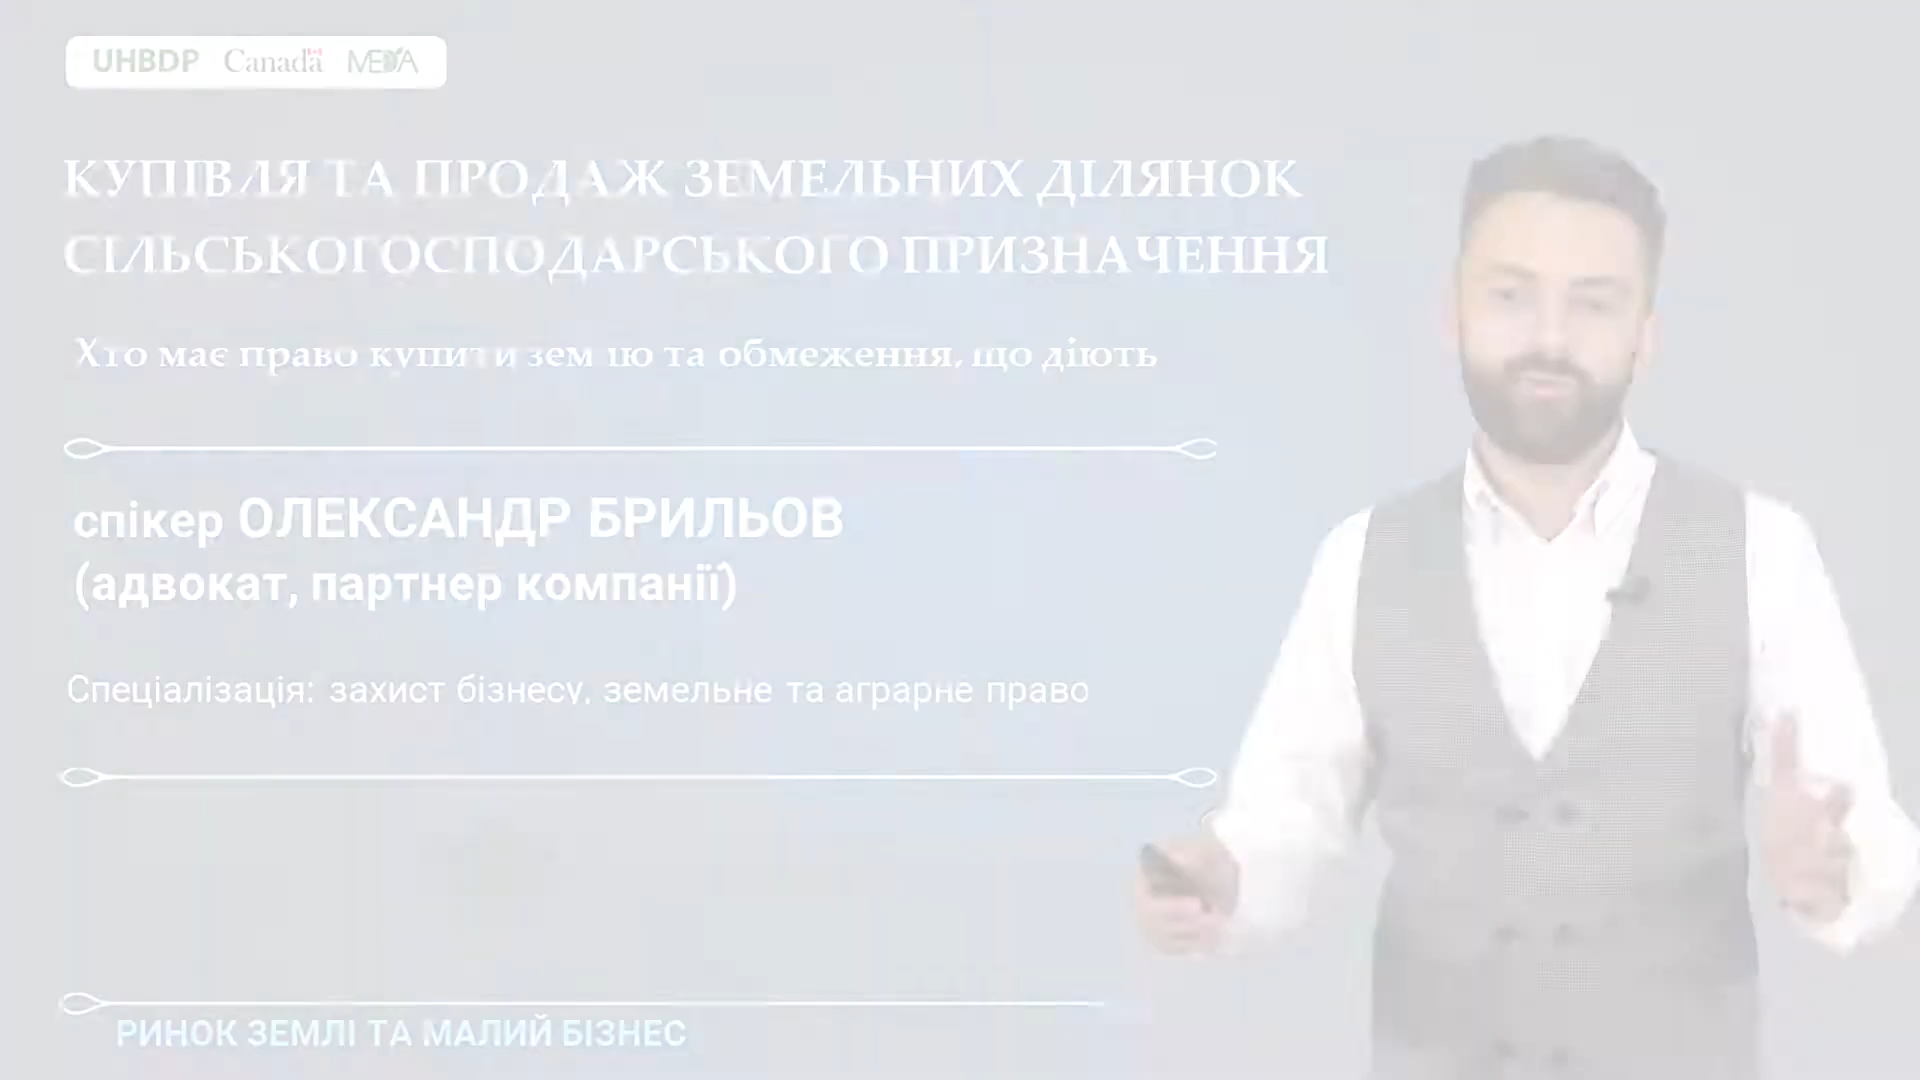 UHBDP Canada MEDA
КУПІВЛЯ ТА ПРОДАЖ ЗЕМЕЛЬНИХ ДІЛЯНОК
СІЛЬСЬКОГОСПОДАРСЬКОГО ПРИЗНАЧЕННЯ
Хто має право купити землю та обмеження, що діють
спікер ОЛЕКСАНДР БРИЛЬОВ
(адвокат, партнер компанії)
Спеціалізація: захист бізнесу, земельне та аграрне право
РИНОК ЗЕМЛІ ТА МАЛИЙ БІЗНЕС